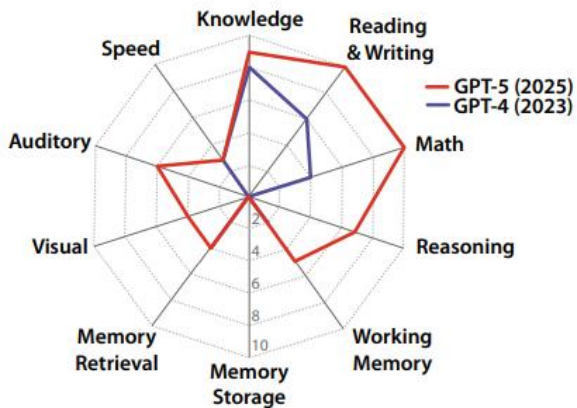 Knowledge
Reading
& Writing
Speed
GPT-5 (2025)
GPT-4 (2023)
Auditory
Math
Visual
Reasoning
2
4
6
8
10
Memory
Retrieval
Working
Memory
Memory
Storage